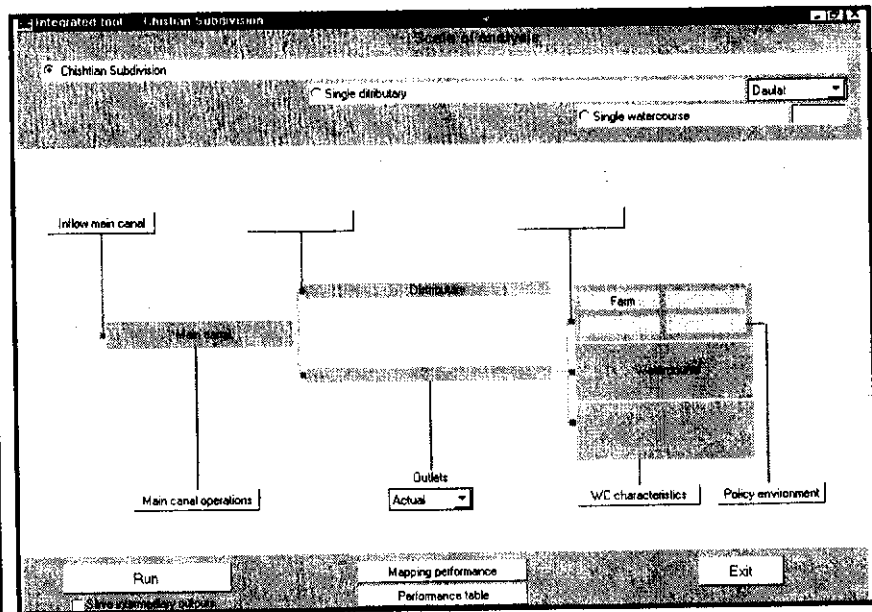 Integrated tool Chishtian Subdivision
Scale of analysis
Chishtian Subdivision
Single ditributary
Daulat
Single watercourse
Inflow main canal
Distributary
Farm
Main canal
Watercourse
Outlets
Actual
Main canal operations
WC characteristics
Policy environment
Run
Mapping performance
Exit
Save intermediary outputs
Performance table